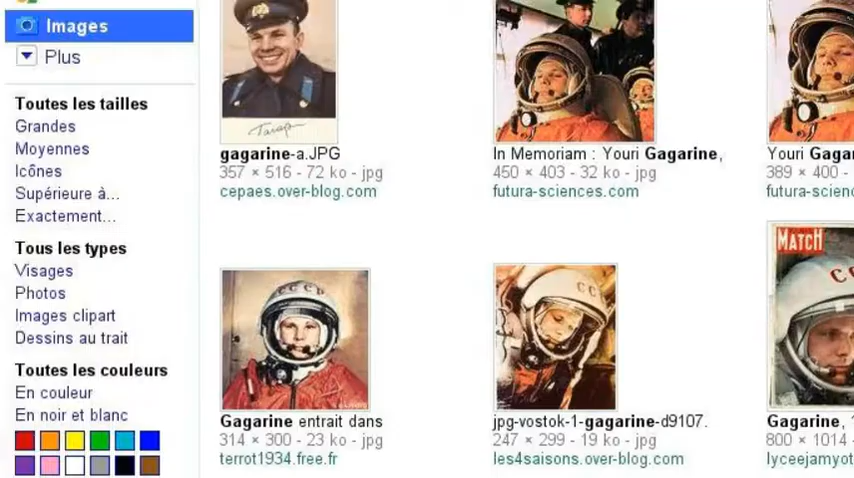 Images
Plus
Toutes les tailles
Grandes
Moyennes
Icônes
Supérieure à...
Exactement...
Tous les types
Visages
Photos
Images clipart
Dessins au trait
Toutes les couleurs
En couleur
En noir et blanc
gagarine-a.JPG
357 × 516 - 72 ko - jpg
cepaes.over-blog.com
In Memoriam : Youri Gagarine,
450 × 403 - 32 ko - jpg
futura-sciences.com
Youri Gagar
389 × 400 -
futura-scienc
CCCP
Gagarine entrait dans
314 × 300 - 23 ko - jpg
terrot1934.free.fr
CC
jpg-vostok-1-gagarine-d9107.
247 × 299 - 19 ko - jpg
les4saisons.over-blog.com
MATCH
CC
Gagarine, 1
800 × 1014 -
lyceejamyot